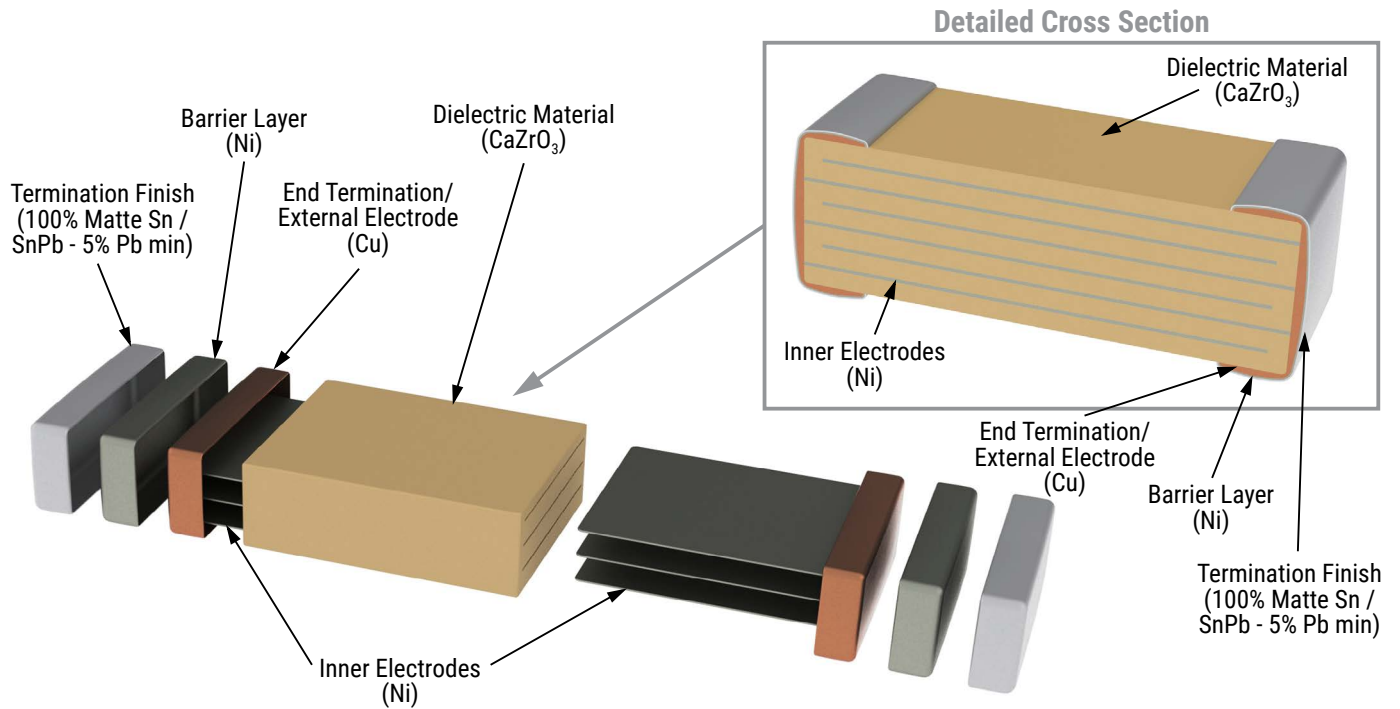 Detailed Cross Section
Dielectric Material
(CaZrO₃)
Inner Electrodes
(Ni)
End Termination/
External Electrode
(Cu)
Barrier Layer
(Ni)
Termination Finish
(100% Matte Sn /
SnPb - 5% Pb min)
Dielectric Material
(CaZrO₃)
Barrier Layer
(Ni)
End Termination/
External Electrode
(Cu)
Termination Finish
(100% Matte Sn /
SnPb - 5% Pb min)
Inner Electrodes
(Ni)